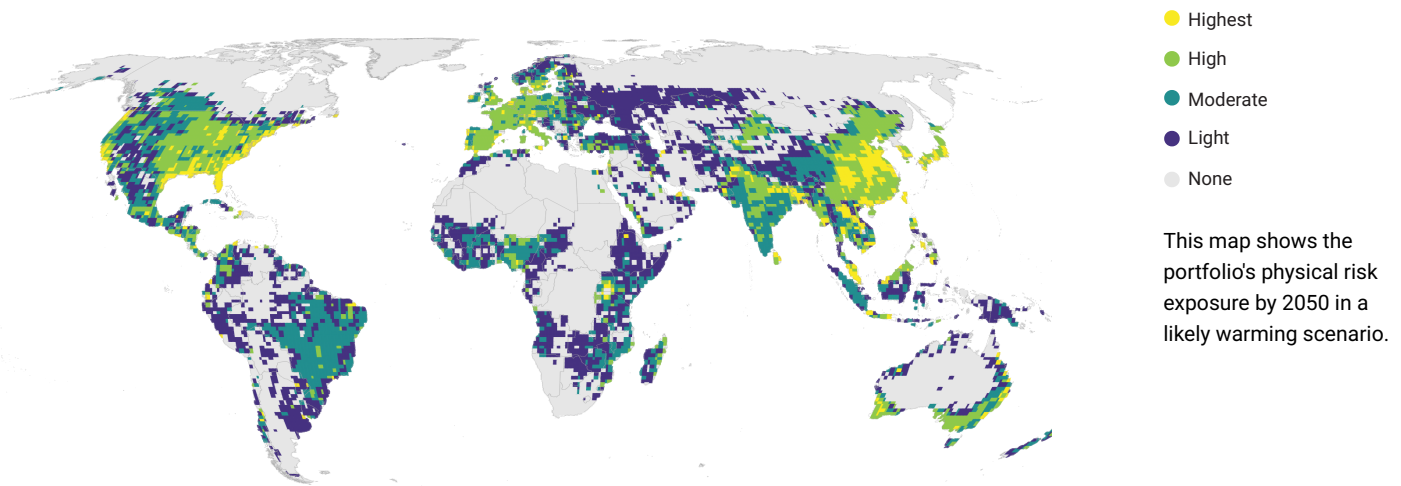 Highest
High
Moderate
Light
None
This map shows the
portfolio's physical risk
exposure by 2050 in a
likely warming scenario.